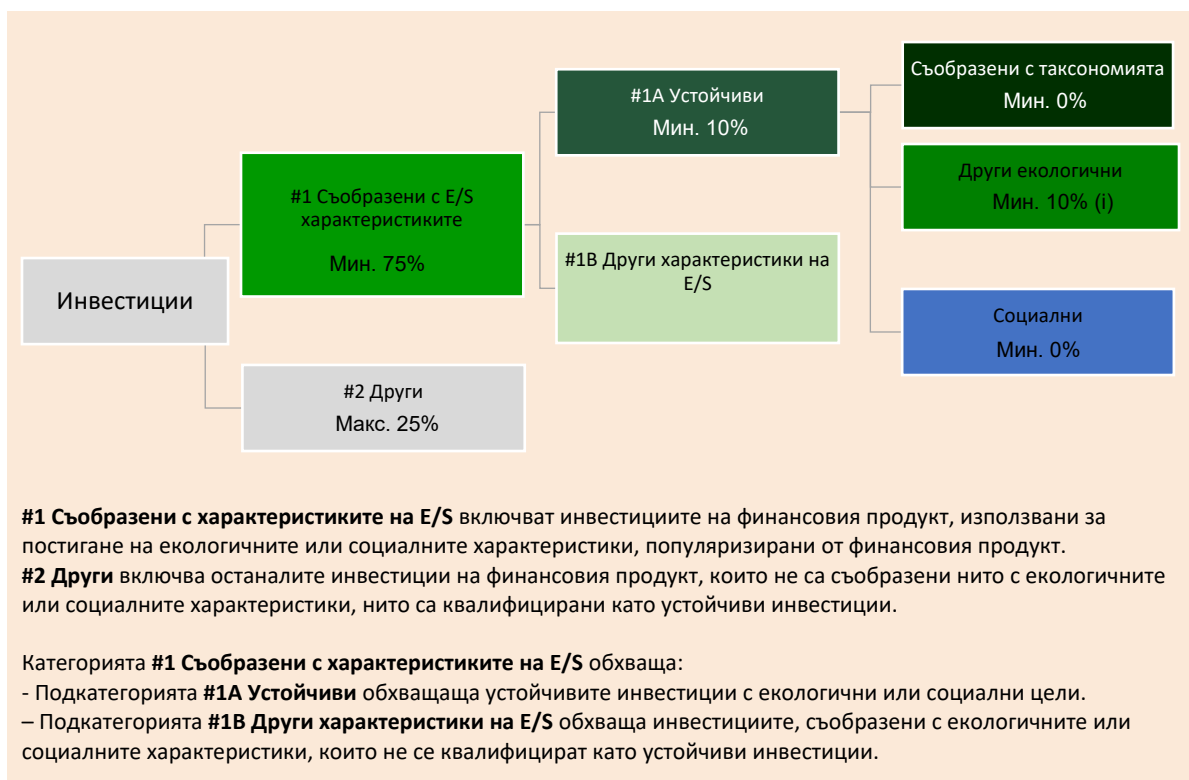 Инвестиции
#1 Съобразени с E/S
характеристиките
Мин. 75%
#2 Други
Макс. 25%
#1A Устойчиви
Мин. 10%
#1B Други характеристики на
E/S
Съобразени с таксономията
Мин. 0%
Други екологични
Мин. 10% (i)
Социални
Мин. 0%
#1 Съобразени с характеристиките на E/S включват инвестициите на финансовия продукт, използвани за
постигане на екологичните или социалните характеристики, популяризирани от финансовия продукт.
#2 Други включва останалите инвестиции на финансовия продукт, които не са съобразени нито с екологичните
или социалните характеристики, нито са квалифицирани като устойчиви инвестиции.
Категорията #1 Съобразени с характеристиките на E/S обхваща:
- Подкатегорията #1A Устойчиви обхващаща устойчивите инвестиции с екологични или социални цели.
– Подкатегорията #1B Други характеристики на E/S обхваща инвестициите, съобразени с екологичните или
социалните характеристики, които не се квалифицират като устойчиви инвестиции.